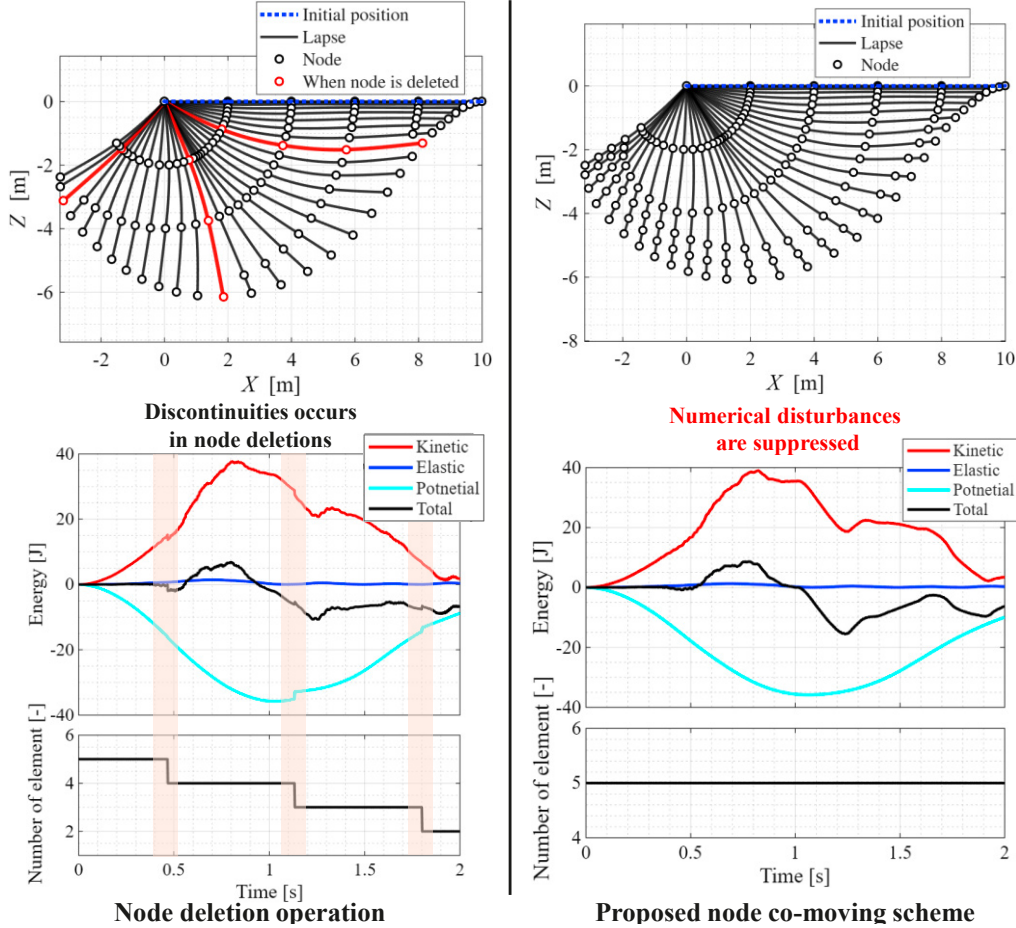 Initial position
Lapse
Node
When node is deleted
0
-2
-4
-6
Z [m]
-2 0 2 4 6 8 10
X [m]
Discontinuities occurs
in node deletions
Kinetic
Elastic
Potnetial
Total
40
20
0
-20
-40
Energy [J]
6
4
2
Number of element [-]
0 0.5 1 1.5 2
Time [s]
Node deletion operation
Initial position
Lapse
Node
0
-2
-4
-6
-8
Z [m]
-2 0 2 4 6 8 10
X [m]
Numerical disturbances
are suppressed
Kinetic
Elastic
Potnetial
Total
40
20
0
-20
-40
Energy [J]
6
5
4
Number of element [-]
0 0.5 1 1.5 2
Time [s]
Proposed node co-moving scheme